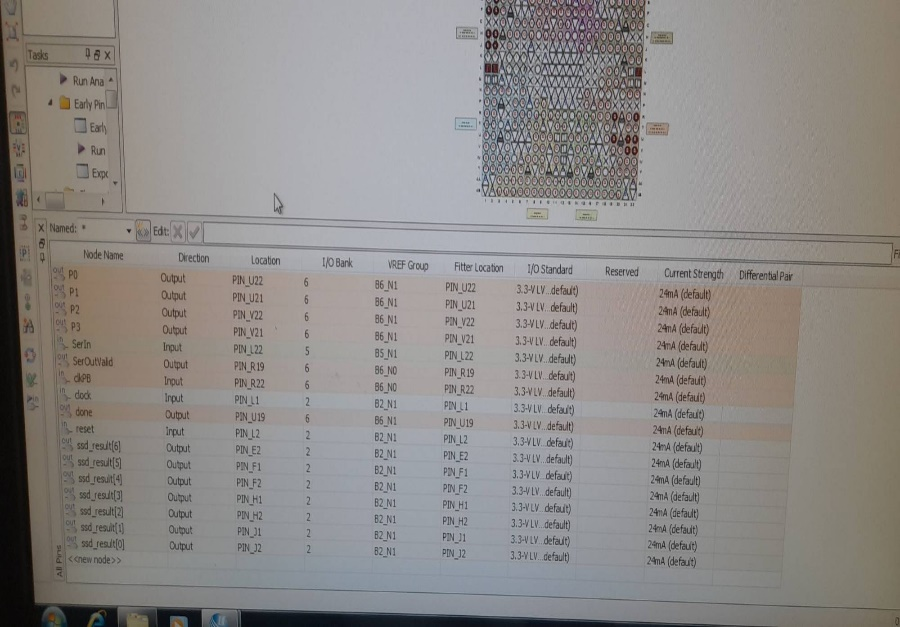 Tasks
Run Ana
Early Pin
Early
Run
Expc
Named: *
Edit:
Node Name Direction Location I/O Bank VREF Group Fitter Location I/O Standard Reserved Current Strength Differential Pair
P0 Output PIN_U22 6 B6_N1 PIN_U22 3.3-V LV...default) 24mA (default)
P1 Output PIN_U21 6 B6_N1 PIN_U21 3.3-V LV...default) 24mA (default)
P2 Output PIN_V22 6 B6_N1 PIN_V22 3.3-V LV...default) 24mA (default)
P3 Output PIN_V21 6 B6_N1 PIN_V21 3.3-V LV...default) 24mA (default)
SerIn Input PIN_L22 5 B5_N1 PIN_L22 3.3-V LV...default) 24mA (default)
SerOutValid Output PIN_R19 6 B6_N0 PIN_R19 3.3-V LV...default) 24mA (default)
clkPB Input PIN_R22 6 B6_N0 PIN_R22 3.3-V LV...default) 24mA (default)
clock Input PIN_L1 2 B2_N1 PIN_L1 3.3-V LV...default) 24mA (default)
done Output PIN_U19 6 B6_N1 PIN_U19 3.3-V LV...default) 24mA (default)
reset Input PIN_L2 2 B2_N1 PIN_L2 3.3-V LV...default) 24mA (default)
ssd_result[6] Output PIN_E2 2 B2_N1 PIN_E2 3.3-V LV...default) 24mA (default)
ssd_result[5] Output PIN_F1 2 B2_N1 PIN_F1 3.3-V LV...default) 24mA (default)
ssd_result[4] Output PIN_F2 2 B2_N1 PIN_F2 3.3-V LV...default) 24mA (default)
ssd_result[3] Output PIN_H1 2 B2_N1 PIN_H1 3.3-V LV...default) 24mA (default)
ssd_result[2] Output PIN_H2 2 B2_N1 PIN_H2 3.3-V LV...default) 24mA (default)
ssd_result[1] Output PIN_J1 2 B2_N1 PIN_J1 3.3-V LV...default) 24mA (default)
ssd_result[0] Output PIN_J2 2 B2_N1 PIN_J2 3.3-V LV...default) 24mA (default)
<<new node>>
All Pins